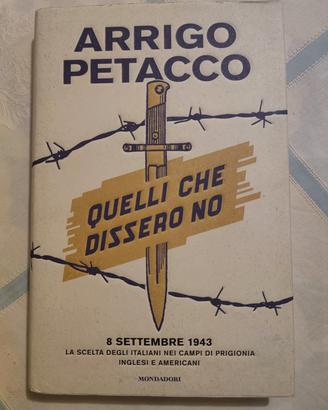 ARRIGO
PETACCO
QUELLI CHE
DISSERO NO
8 SETTEMBRE 1943
LA SCELTA DEGLI ITALIANI NEI CAMPI DI PRIGIONIA
INGLESI E AMERICANI
MONDADORI